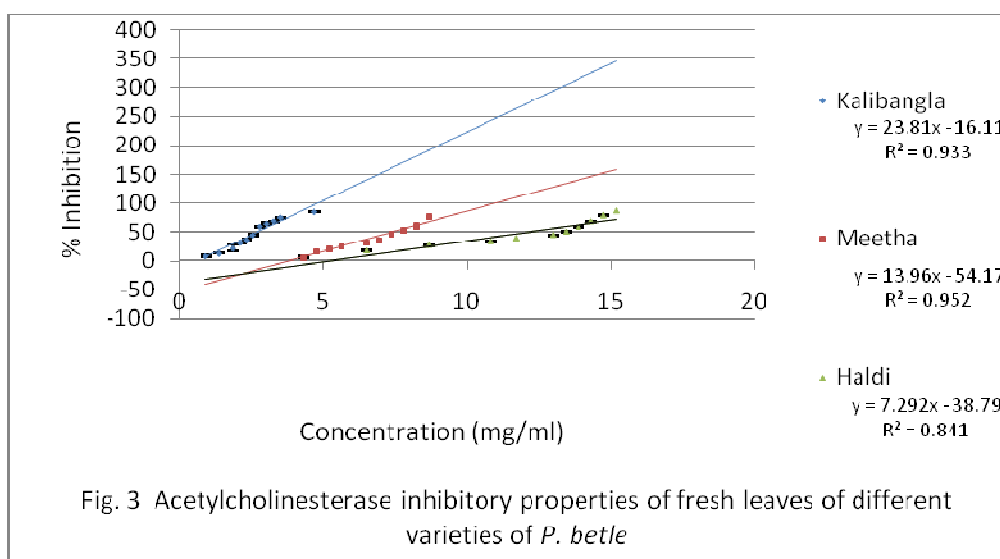 400
350
300
250
200
150
100
50
0
-50
-100
% Inhibition
0 5 10 15 20
Concentration (mg/ml)
Kalibangla
y = 23.81x - 16.11
R² = 0.933
Meetha
y = 13.96x - 54.17
R² = 0.952
Haldi
y = 7.292x - 38.79
R² = 0.841
Fig. 3 Acetylcholinesterase inhibitory properties of fresh leaves of different
varieties of P. betle